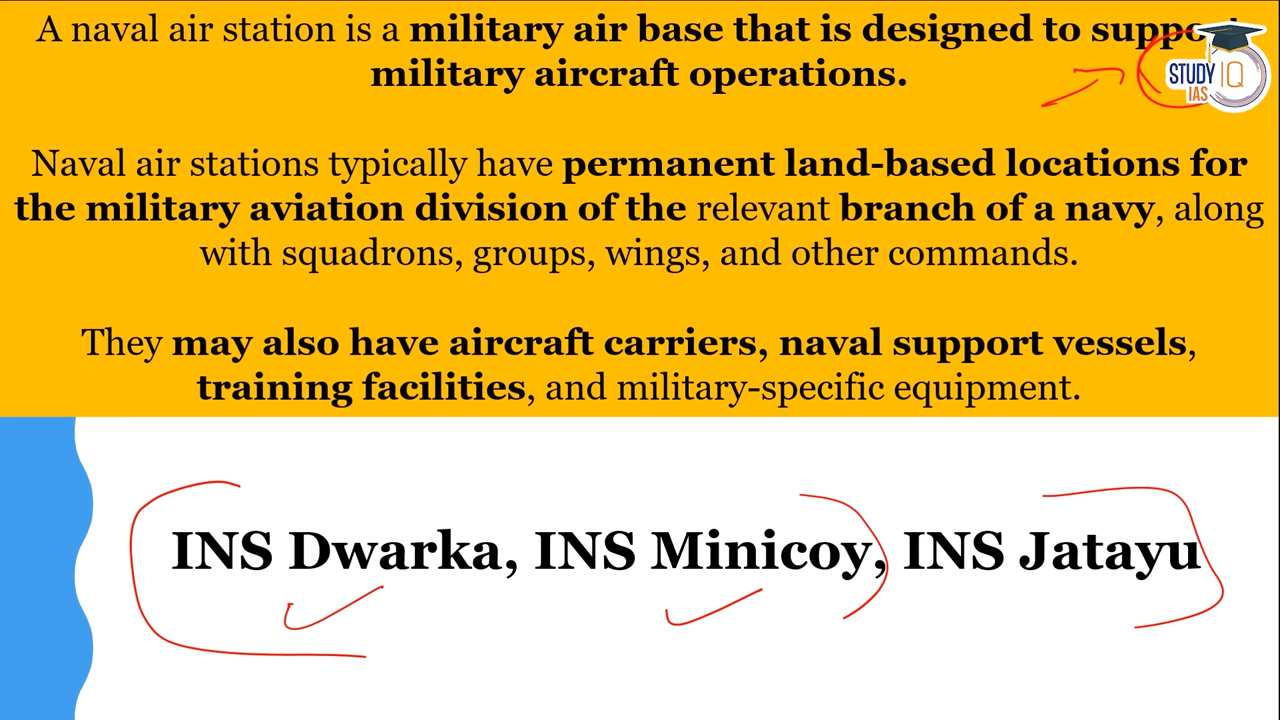 A naval air station is a military air base that is designed to support
military aircraft operations.
STUDY IQ
IAS
Naval air stations typically have permanent land-based locations for
the military aviation division of the relevant branch of a navy, along
with squadrons, groups, wings, and other commands.
They may also have aircraft carriers, naval support vessels,
training facilities, and military-specific equipment.
INS Dwarka, INS Minicoy, INS Jatayu